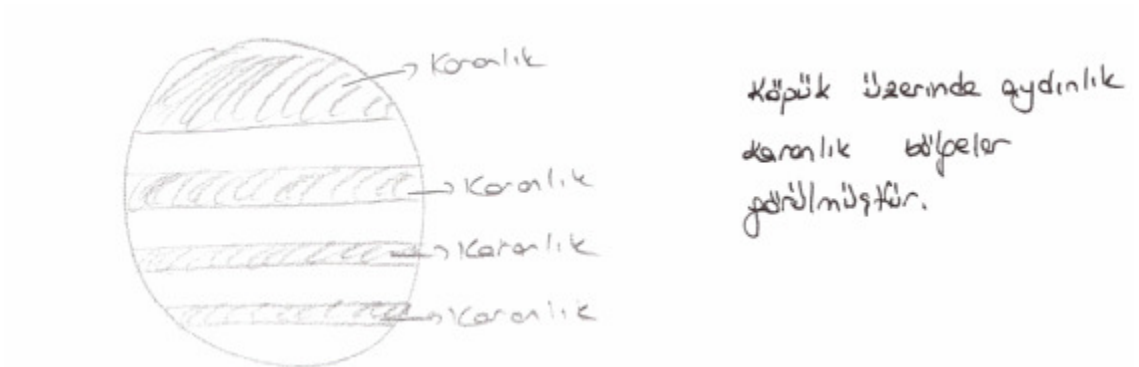 Karanlık
Karanlık
Karanlık
Karanlık
Köpük üzerinde aydınlık
karanlık bölgeler
görülmüştür.